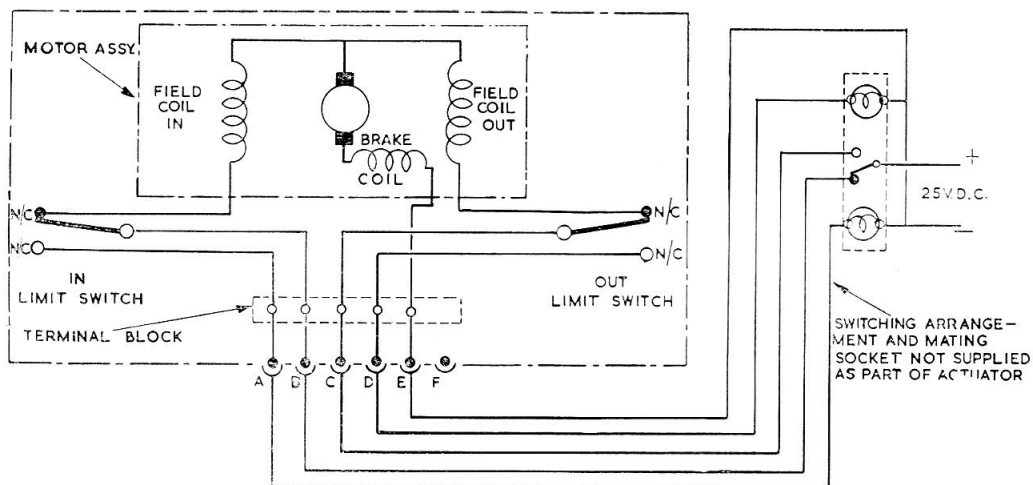 MOTOR ASSY.
FIELD
COIL
IN
FIELD
COIL
OUT
BRAKE
COIL
N/C
NC
IN
LIMIT SWITCH
TERMINAL BLOCK
N/C
N/C
OUT
LIMIT SWITCH
A D C D E F
+
25V.D.C.
−
SWITCHING ARRANGE-
MENT AND MATING
SOCKET NOT SUPPLIED
AS PART OF ACTUATOR